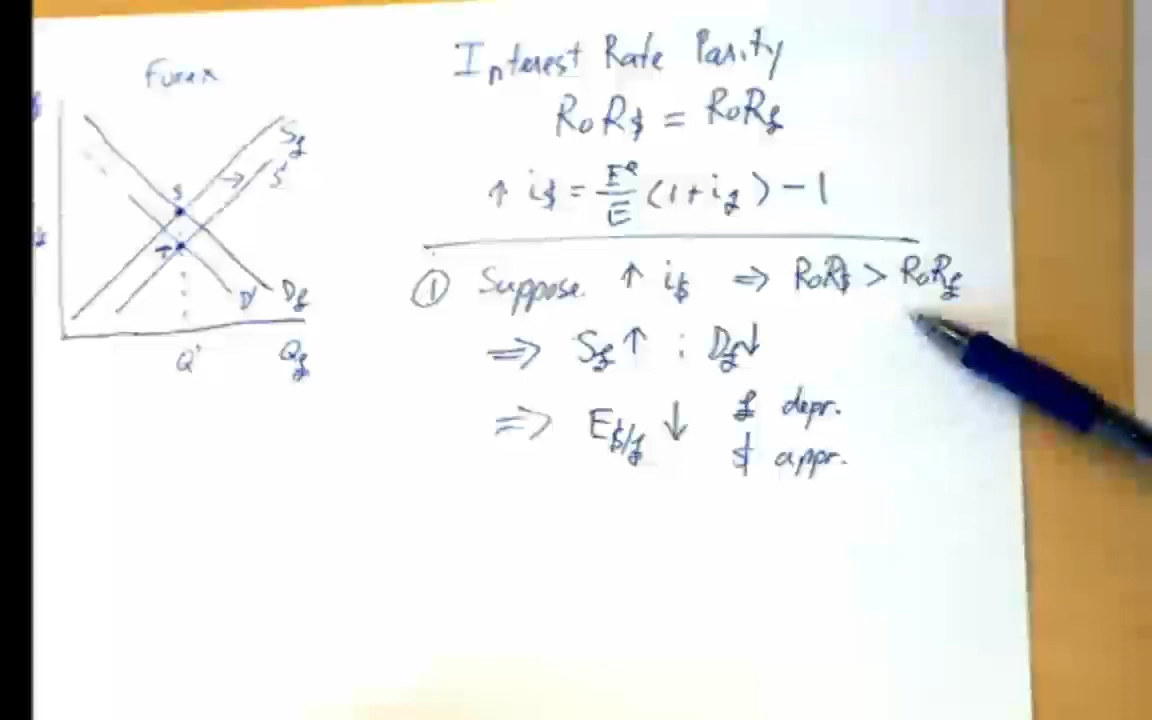 Forex
S£
S'
S
T
D'
D£
Q'
Q£
Interest Rate Parity
RoR$ = RoR£
↑ i$ = Eᵉ/E (1+i£) - 1
① Suppose ↑ i$ ⇒ RoR$ > RoR£
⇒ S£↑ : D£↓
⇒ E$/£ ↓ £ depr.
$ appr.